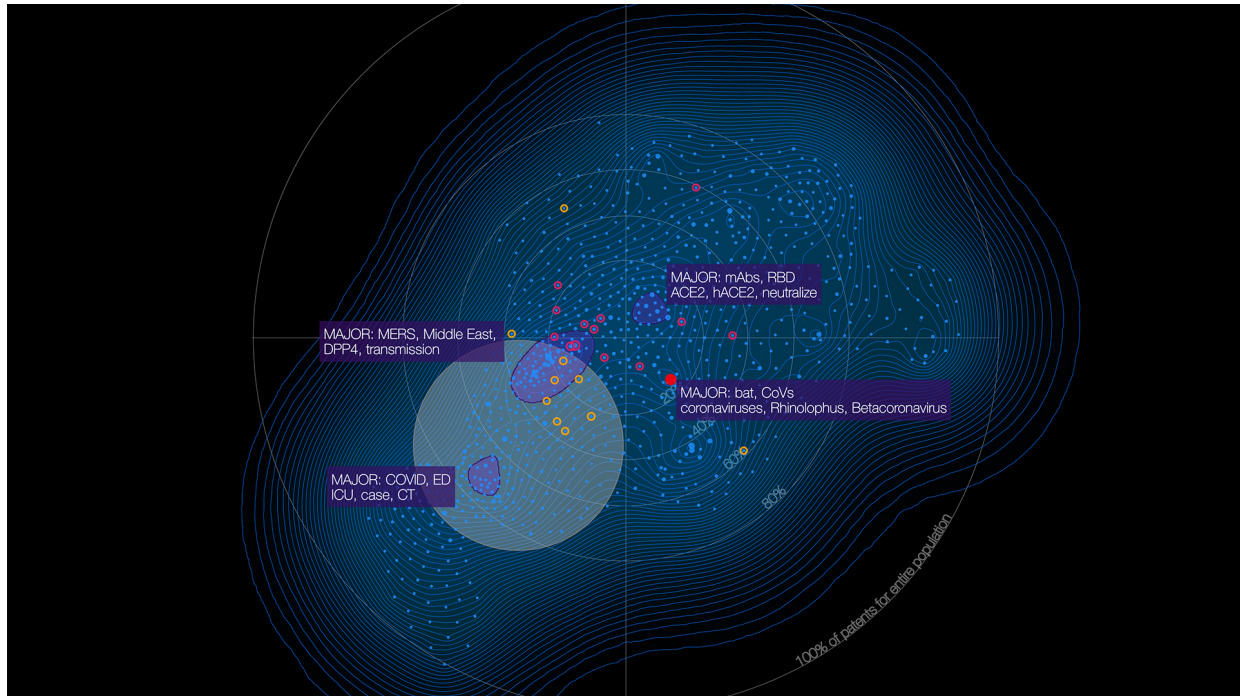 MAJOR: mAbs, RBD
ACE2, hACE2, neutralize
MAJOR: MERS, Middle East,
DPP4, transmission
MAJOR: bat, CoVs
coronaviruses, Rhinolophus, Betacoronavirus
20%
40%
60%
80%
MAJOR: COVID, ED
ICU, case, CT
100% of patents for entire population